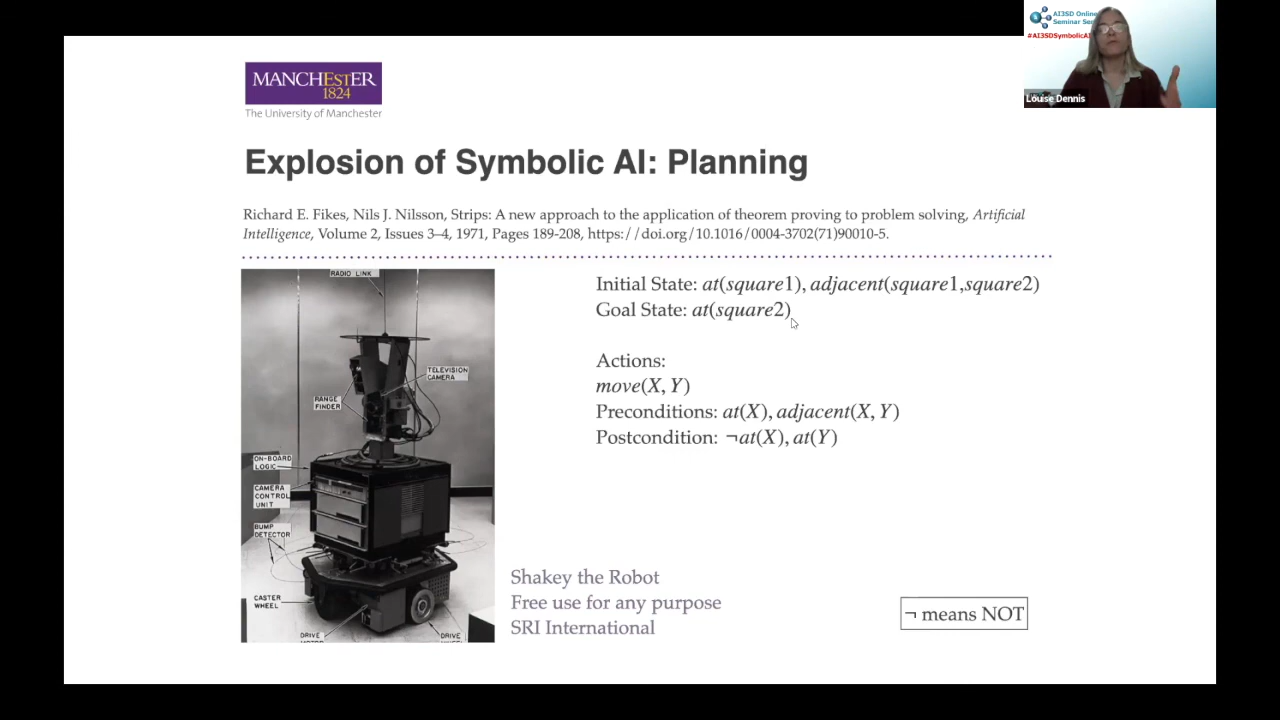 AI3SD Online
Seminar Se
#AI3SDSymbolicAI
Louise Dennis
MANCHESTER
1824
The University of Manchester
Explosion of Symbolic AI: Planning
Richard E. Fikes, Nils J. Nilsson, Strips: A new approach to the application of theorem proving to problem solving, Artificial
Intelligence, Volume 2, Issues 3–4, 1971, Pages 189-208, https://doi.org/10.1016/0004-3702(71)90010-5.
RADIO LINK
TELEVISION
CAMERA
RANGE
FINDER
ON-BOARD
LOGIC
CAMERA
CONTROL
UNIT
BUMP
DETECTOR
CASTER
WHEEL
DRIVE
DRIVE
Initial State: at(square1), adjacent(square1,square2)
Goal State: at(square2)
Actions:
move(X, Y)
Preconditions: at(X), adjacent(X, Y)
Postcondition: ¬at(X), at(Y)
Shakey the Robot
Free use for any purpose
SRI International
¬ means NOT